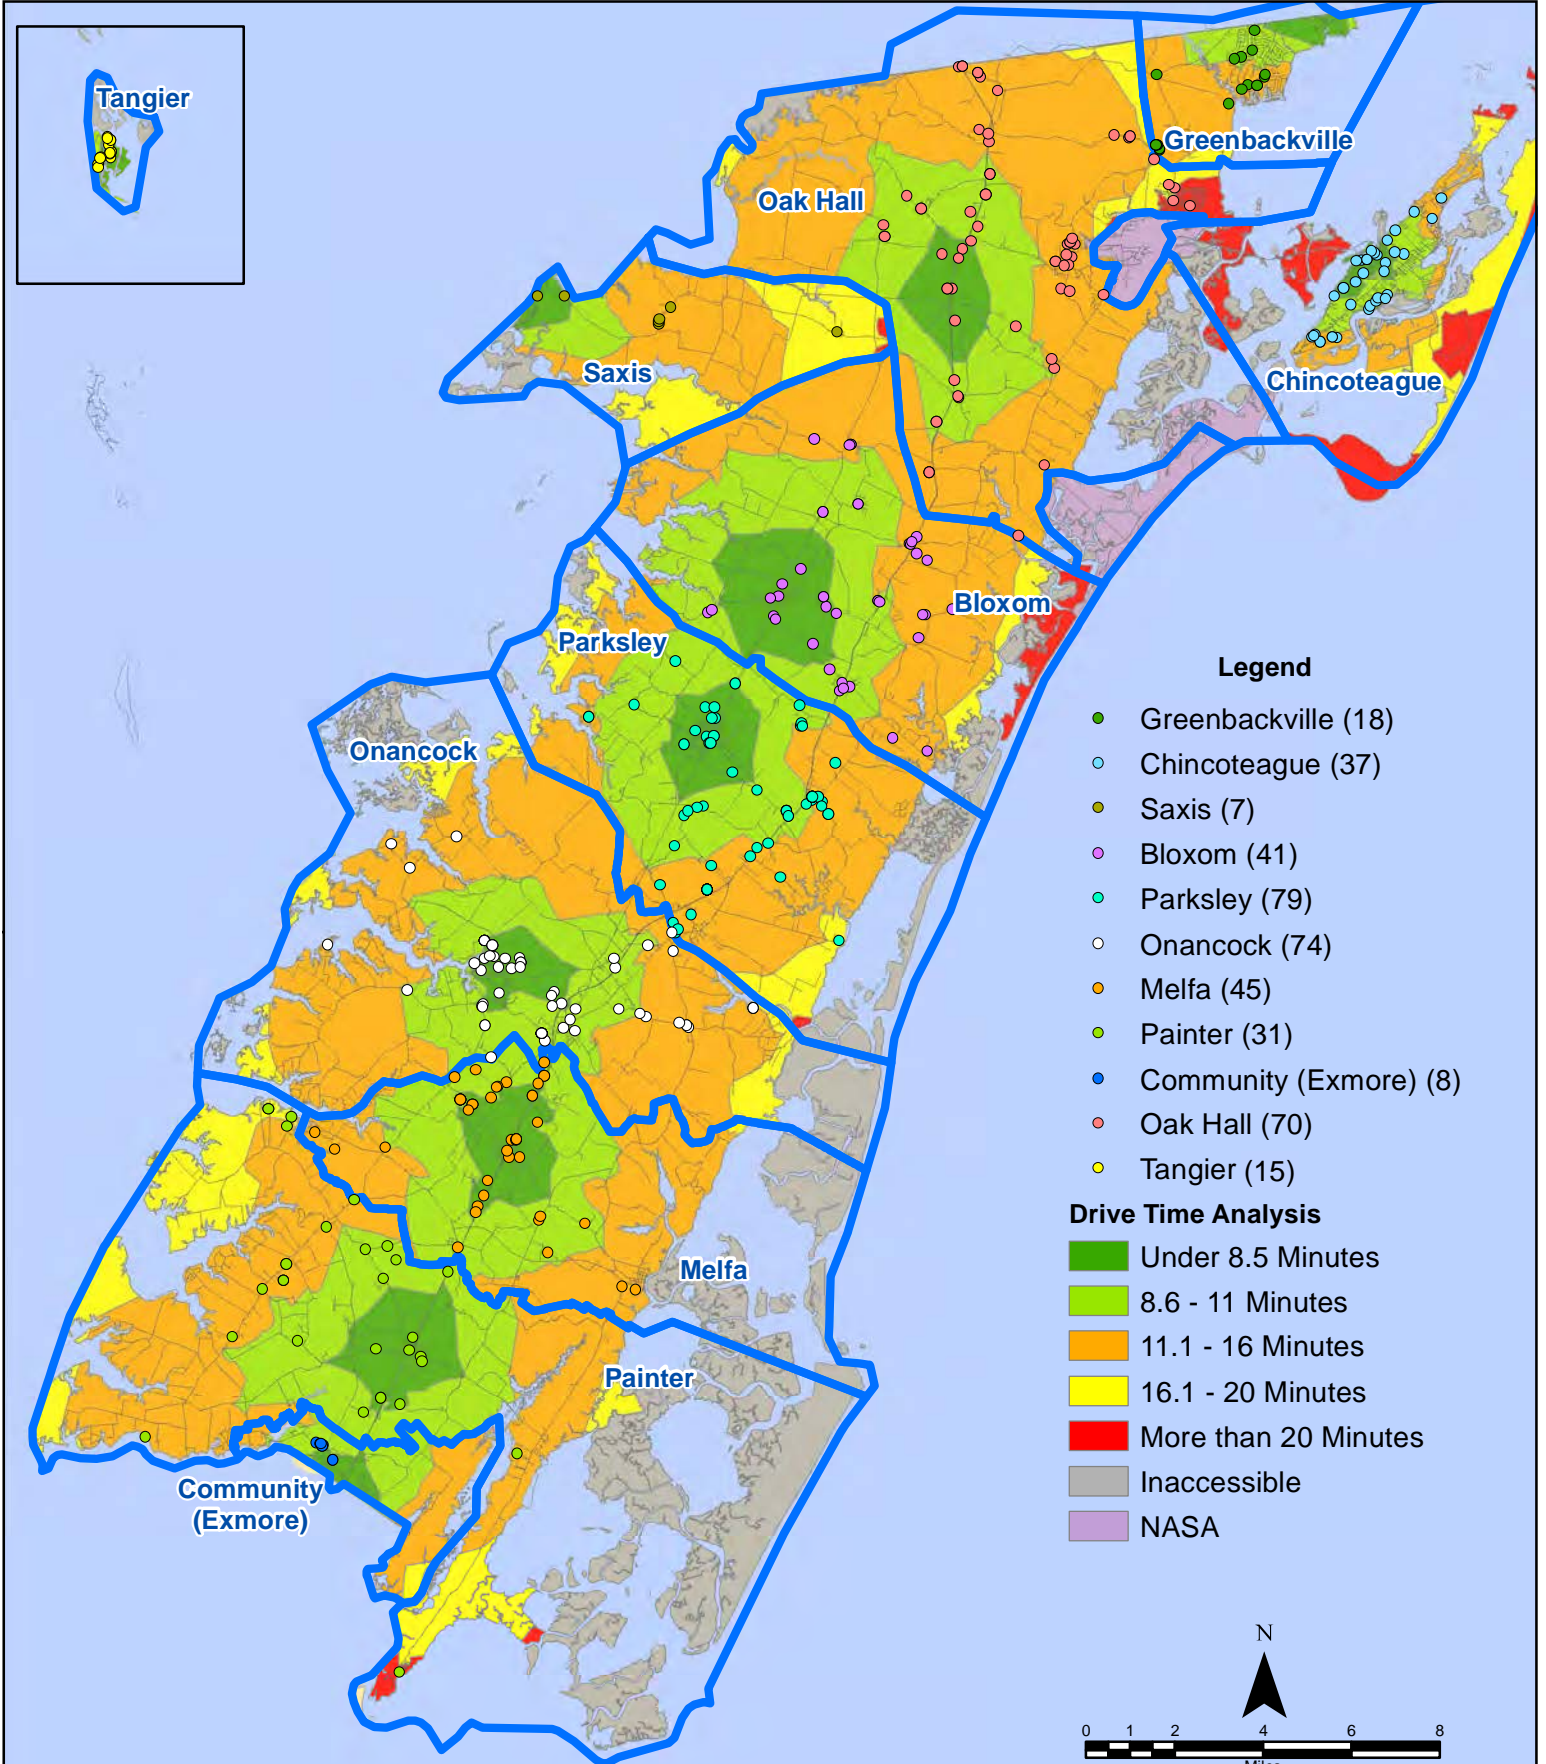 Tangier
Greenbackville
Oak Hall
Saxis
Chincoteague
Bloxom
Parksley
Onancock
Melfa
Painter
Community
(Exmore)
Legend
Greenbackville (18)
Chincoteague (37)
Saxis (7)
Bloxom (41)
Parksley (79)
Onancock (74)
Melfa (45)
Painter (31)
Community (Exmore) (8)
Oak Hall (70)
Tangier (15)
Drive Time Analysis
Under 8.5 Minutes
8.6 - 11 Minutes
11.1 - 16 Minutes
16.1 - 20 Minutes
More than 20 Minutes
Inaccessible
NASA
N
0 1 2 4 6 8
Miles